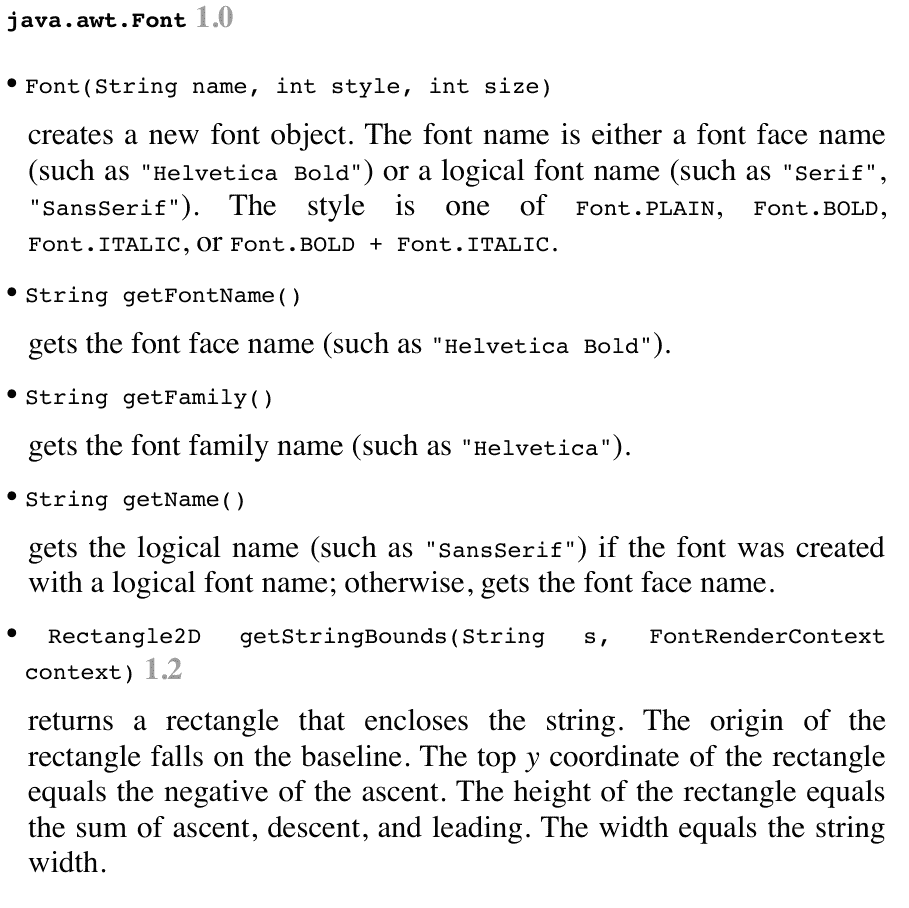 java.awt.Font 1.0
• Font(String name, int style, int size)
creates a new font object. The font name is either a font face name
(such as "Helvetica Bold") or a logical font name (such as "Serif",
"SansSerif"). The style is one of Font.PLAIN, Font.BOLD,
Font.ITALIC, or Font.BOLD + Font.ITALIC.
• String getFontName()
gets the font face name (such as "Helvetica Bold").
• String getFamily()
gets the font family name (such as "Helvetica").
• String getName()
gets the logical name (such as "SansSerif") if the font was created
with a logical font name; otherwise, gets the font face name.
• Rectangle2D getStringBounds(String s, FontRenderContext
context) 1.2
returns a rectangle that encloses the string. The origin of the
rectangle falls on the baseline. The top y coordinate of the rectangle
equals the negative of the ascent. The height of the rectangle equals
the sum of ascent, descent, and leading. The width equals the string
width.